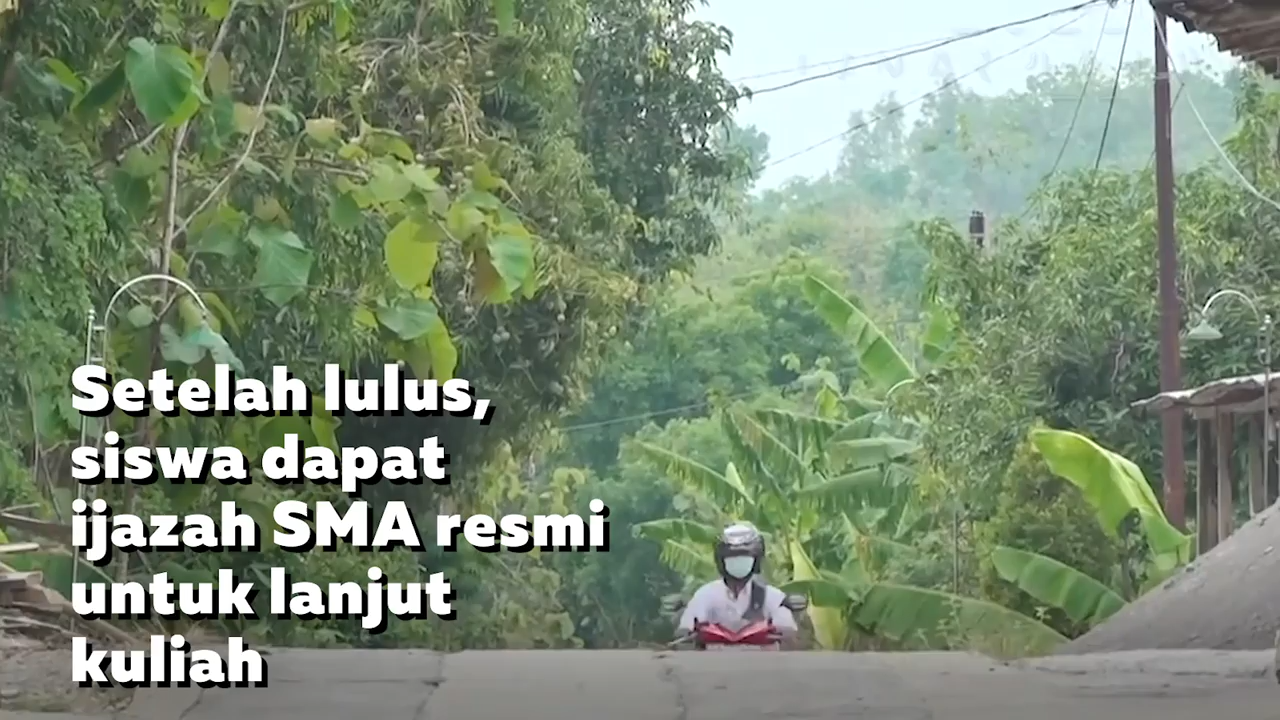 Setelah lulus,
siswa dapat
ijazah SMA resmi
untuk lanjut
kuliah